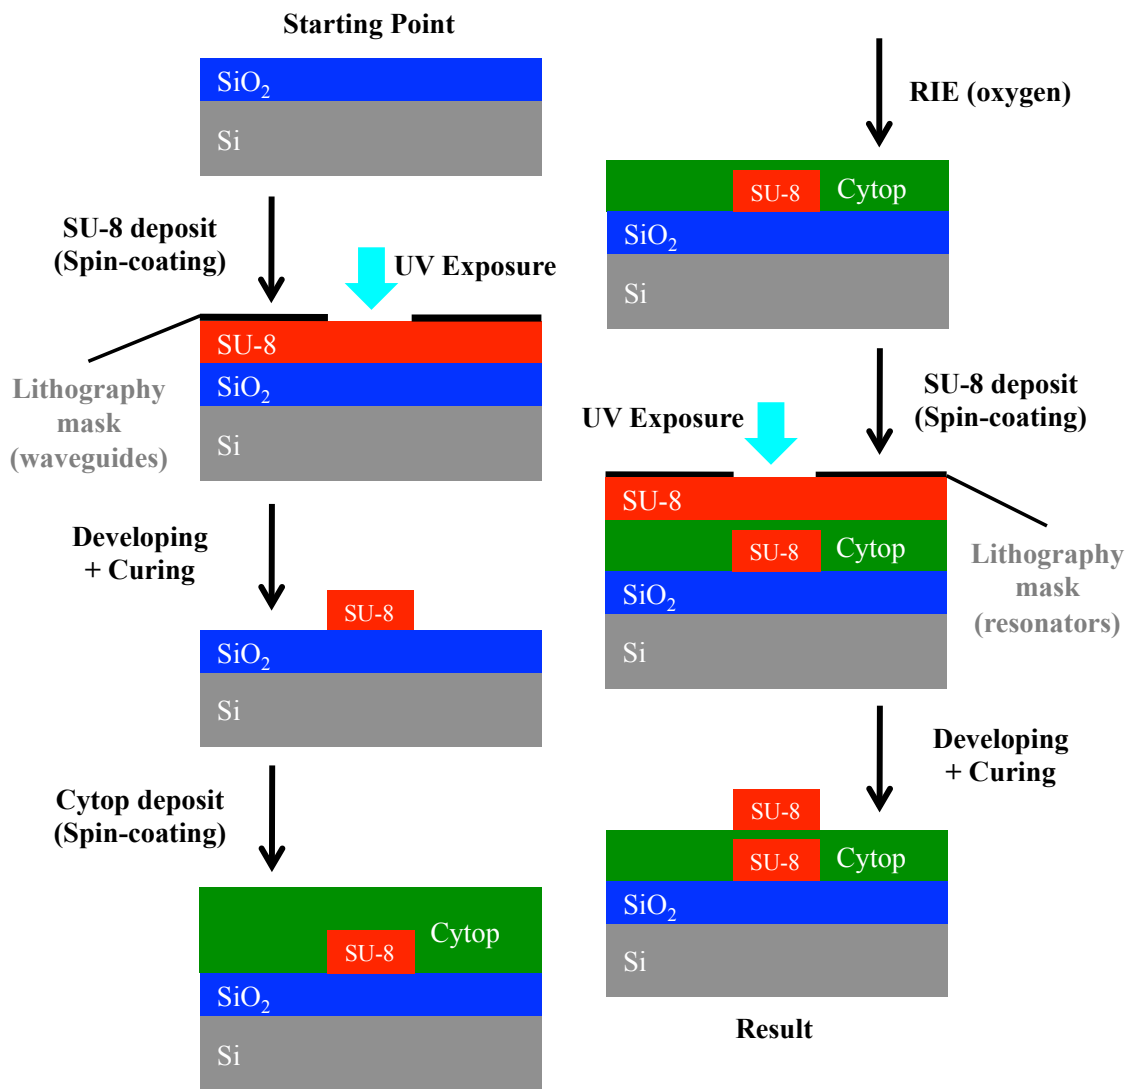 Starting Point
SiO₂
Si
SU-8 deposit
(Spin-coating)
UV Exposure
SU-8
SiO₂
Si
Lithography
mask
(waveguides)
Developing
+ Curing
SU-8
SiO₂
Si
Cytop deposit
(Spin-coating)
Cytop
SU-8
SiO₂
Si
RIE (oxygen)
SU-8 Cytop
SiO₂
Si
SU-8 deposit
(Spin-coating)
UV Exposure
SU-8
SU-8 Cytop
SiO₂
Si
Lithography
mask
(resonators)
Developing
+ Curing
SU-8
SU-8 Cytop
SiO₂
Si
Result